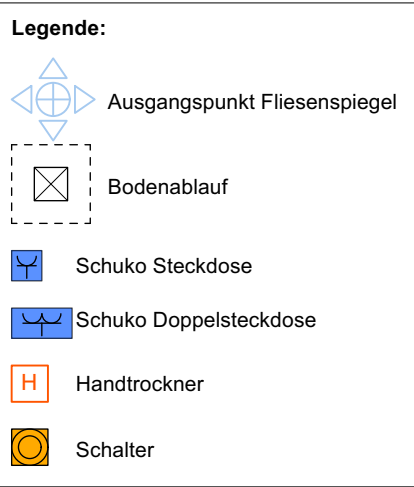 Legende:
Ausgangspunkt Fliesenspiegel
Bodenablauf
Schuko Steckdose
Schuko Doppelsteckdose
H Handtrockner
Schalter